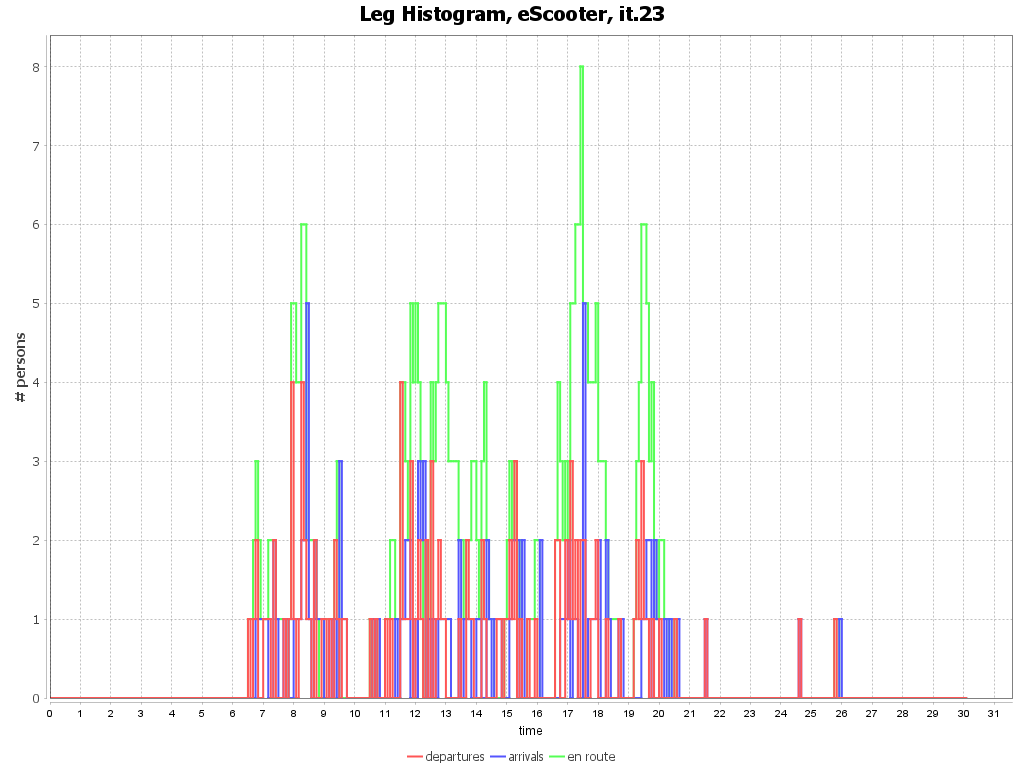 Leg Histogram, eScooter, it.23
# persons
8
7
6
5
4
3
2
1
0
0 1 2 3 4 5 6 7 8 9 10 11 12 13 14 15 16 17 18 19 20 21 22 23 24 25 26 27 28 29 30 31
time
departures arrivals en route